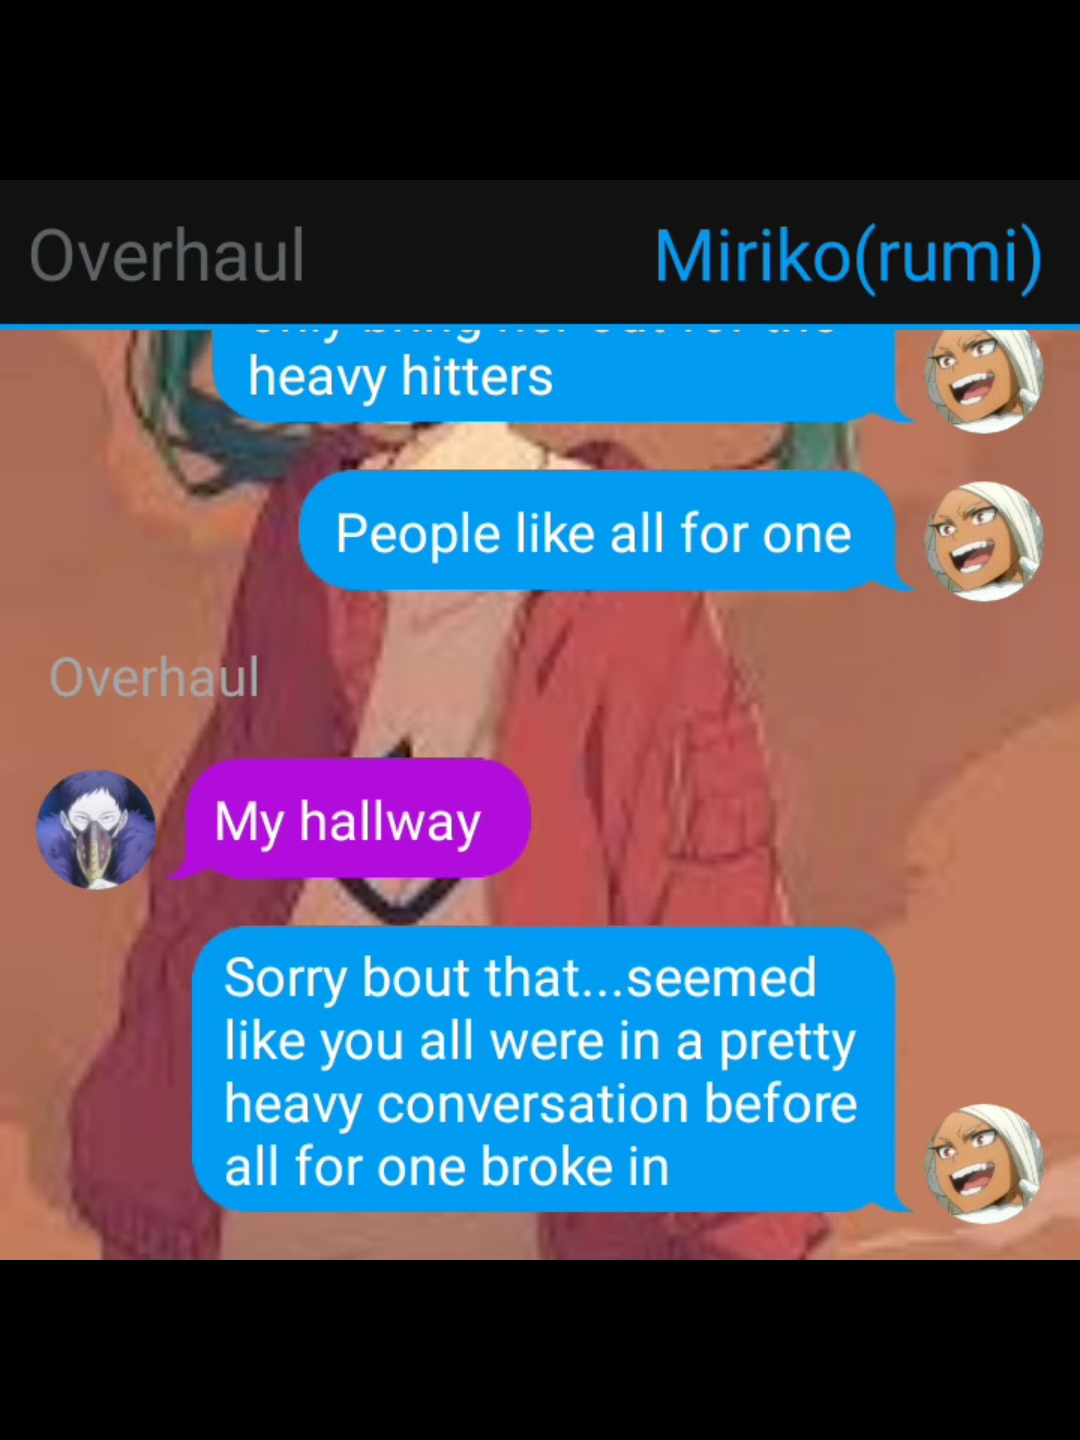 Overhaul
Miriko(rumi)
heavy hitters
People like all for one
Overhaul
My hallway
Sorry bout that...seemed
like you all were in a pretty
heavy conversation before
all for one broke in